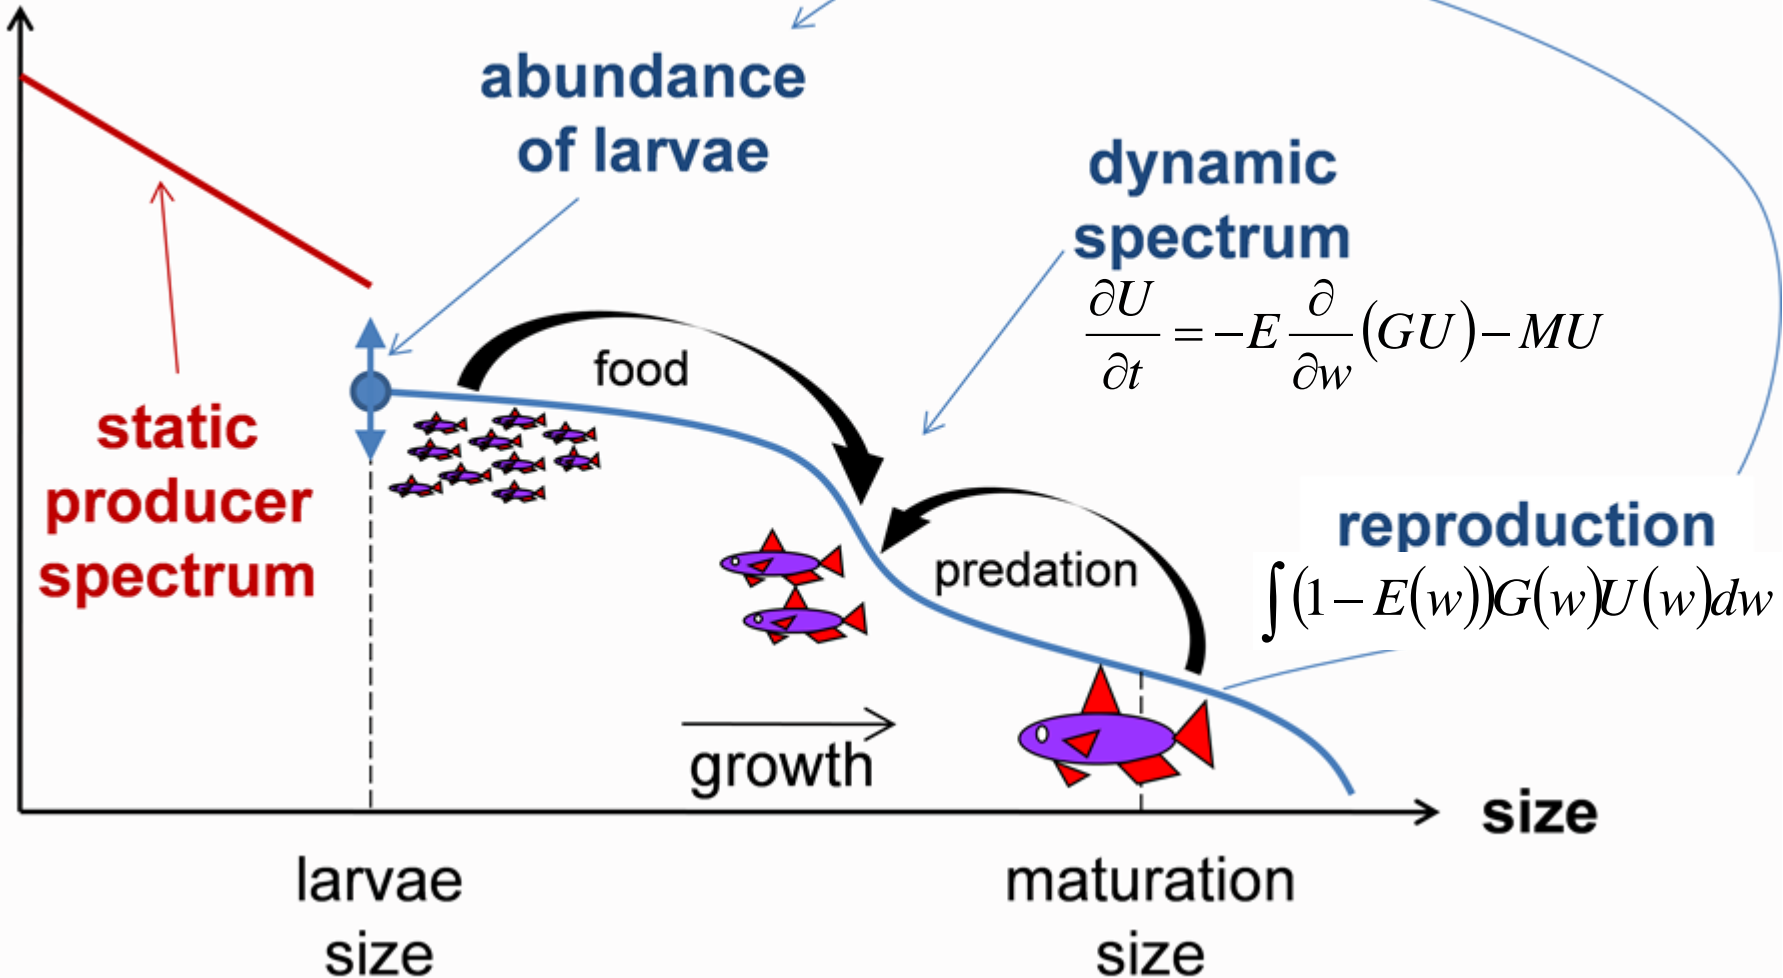 abundance
of larvae
dynamic
spectrum
∂U/∂t = −E ∂/∂w (GU) − MU
food
static
producer
spectrum
predation
reproduction
∫(1 − E(w))G(w)U(w)dw
growth
size
larvae
size
maturation
size